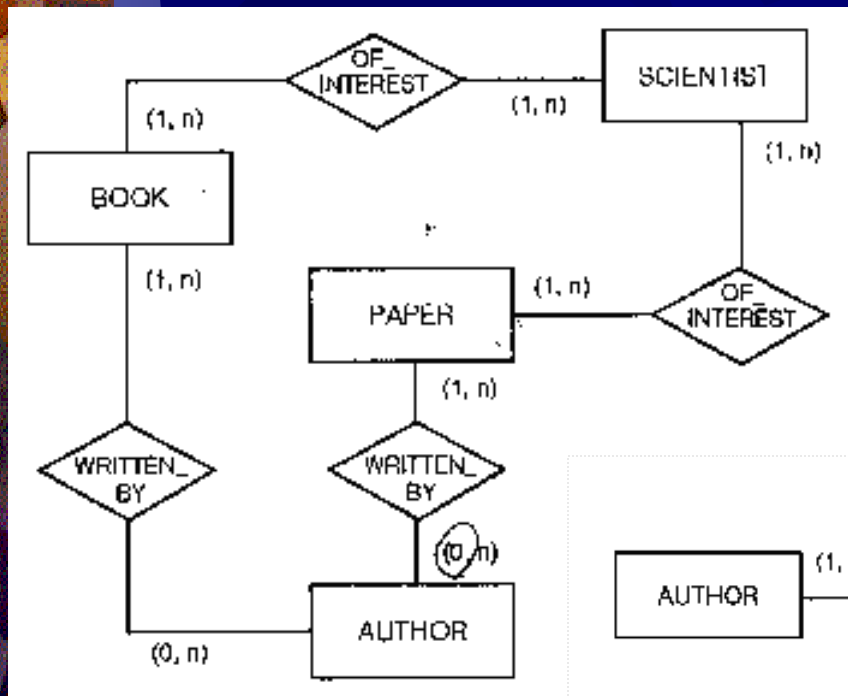 OF_
INTEREST
SCIENTIST
(1, n)
(1, n)
(1, n)
BOOK
(1, n)
OF_
INTEREST
(1, n)
PAPER
(1, n)
WRITTEN_
BY
WRITTEN_
BY
(0, n)
(1,
AUTHOR
AUTHOR
(0, n)